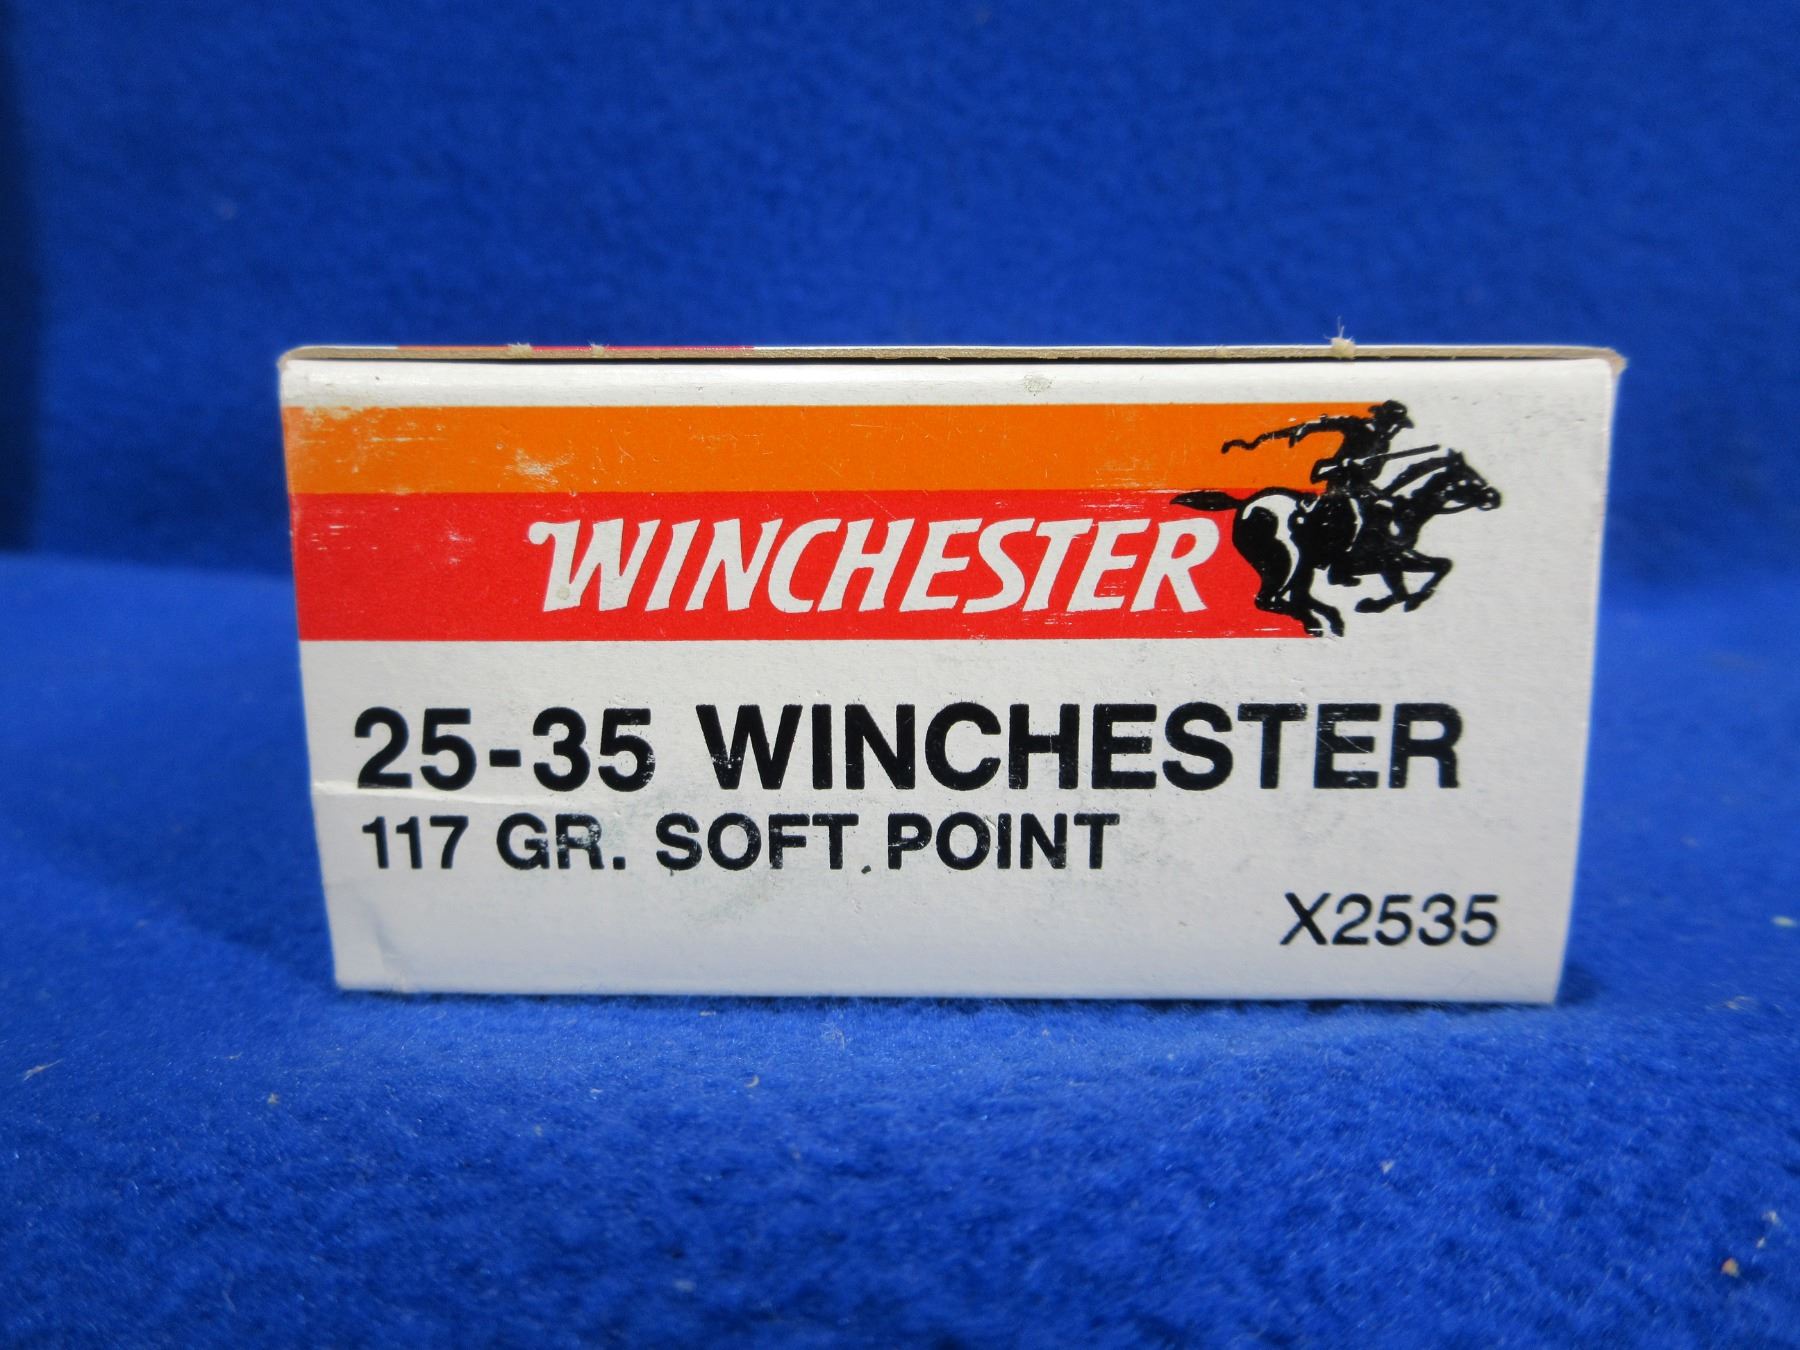 WINCHESTER
25-35 WINCHESTER
117 GR. SOFT POINT
X2535